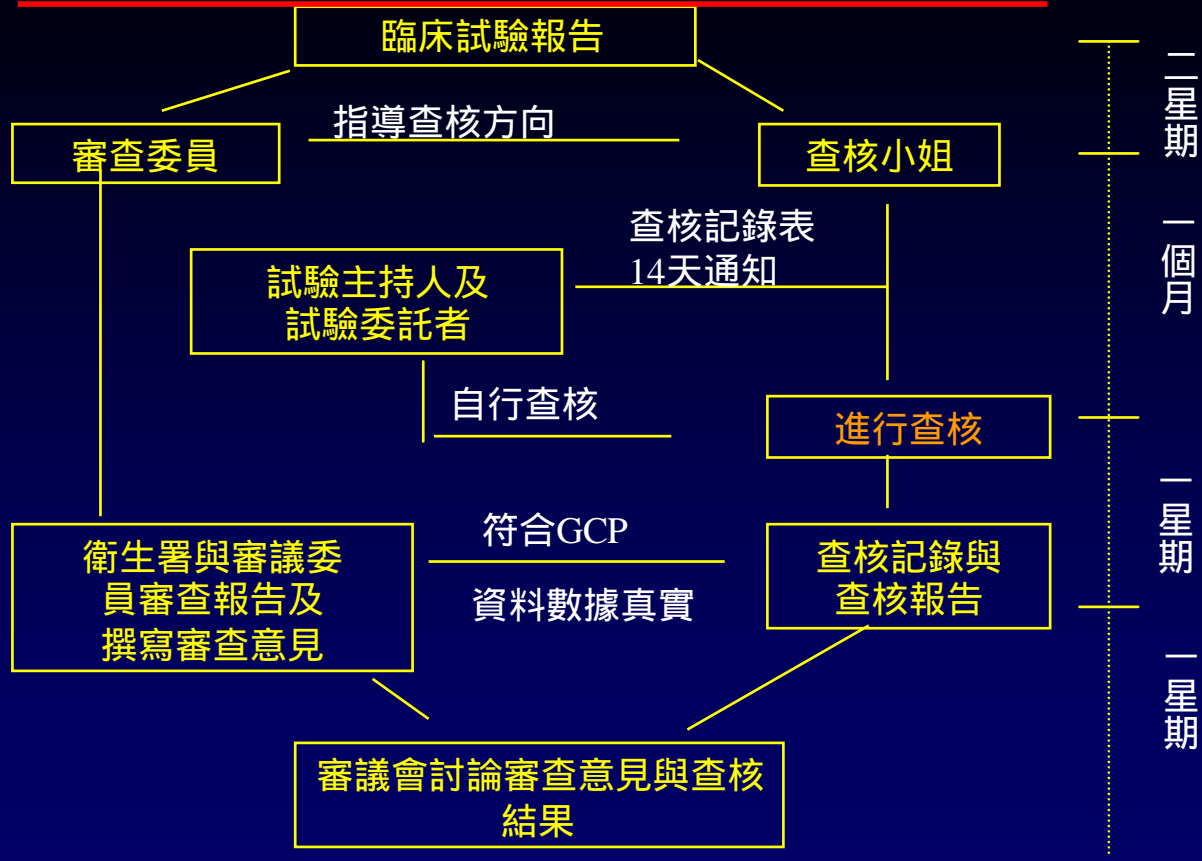 臨床試驗報告
二星期
指導查核方向
審查委員
查核小姐
一個月
查核記錄表
14天通知
試驗主持人及
試驗委託者
自行查核
進行查核
一星期
符合GCP
資料數據真實
衛生署與審議委
員審查報告及
撰寫審查意見
查核記錄與
查核報告
一星期
審議會討論審查意見與查核
結果